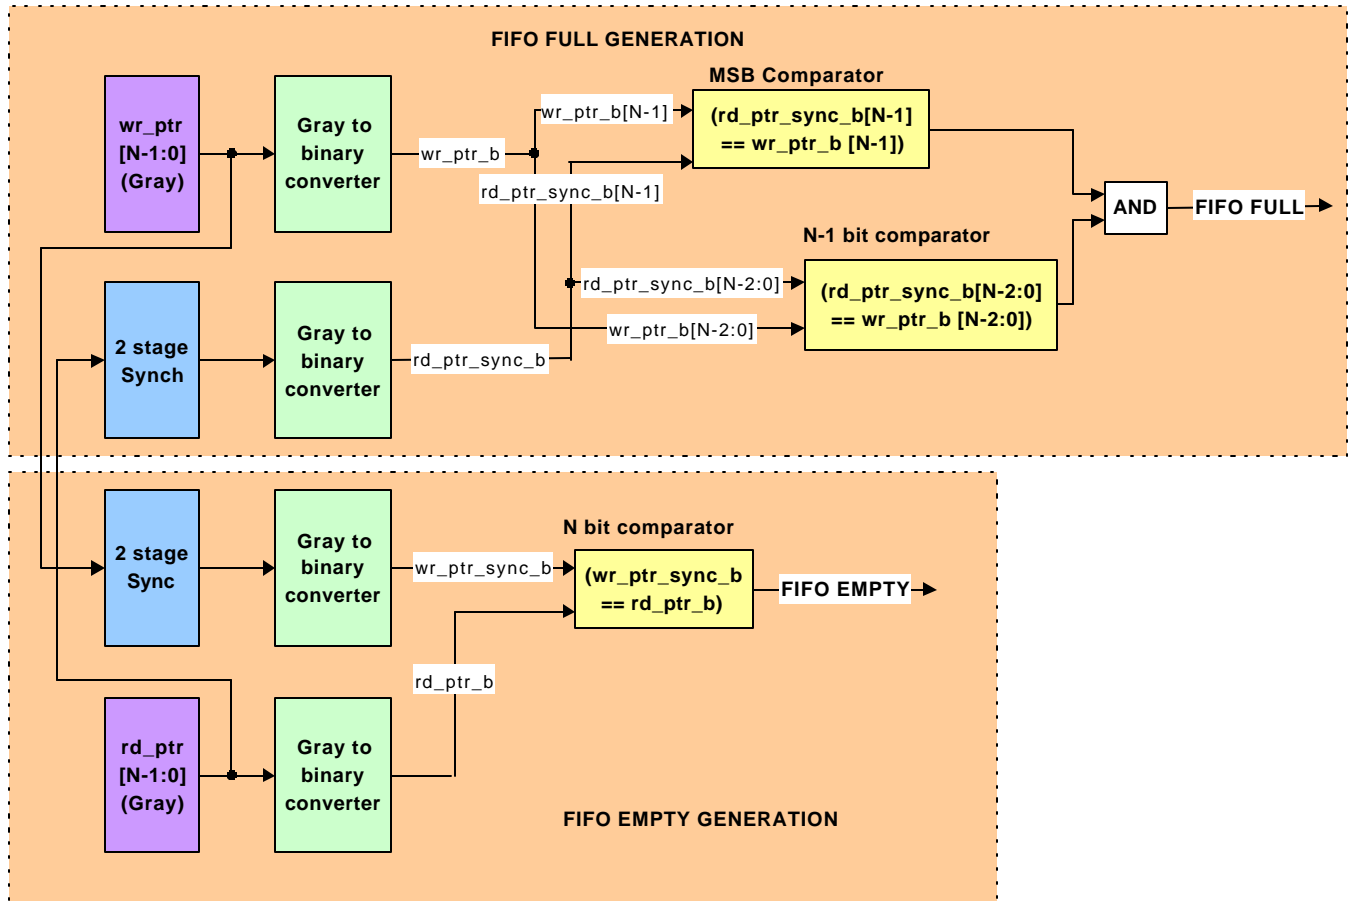 FIFO FULL GENERATION
MSB Comparator
wr_ptr
[N-1:0]
(Gray)
Gray to
binary
converter
wr_ptr_b
wr_ptr_b[N-1]
rd_ptr_sync_b[N-1]
(rd_ptr_sync_b[N-1]
== wr_ptr_b [N-1])
AND
FIFO FULL
N-1 bit comparator
rd_ptr_sync_b[N-2:0]
wr_ptr_b[N-2:0]
(rd_ptr_sync_b[N-2:0]
== wr_ptr_b [N-2:0])
2 stage
Synch
Gray to
binary
converter
rd_ptr_sync_b
2 stage
Sync
Gray to
binary
converter
wr_ptr_sync_b
N bit comparator
(wr_ptr_sync_b
== rd_ptr_b)
FIFO EMPTY
rd_ptr_b
rd_ptr
[N-1:0]
(Gray)
Gray to
binary
converter
FIFO EMPTY GENERATION